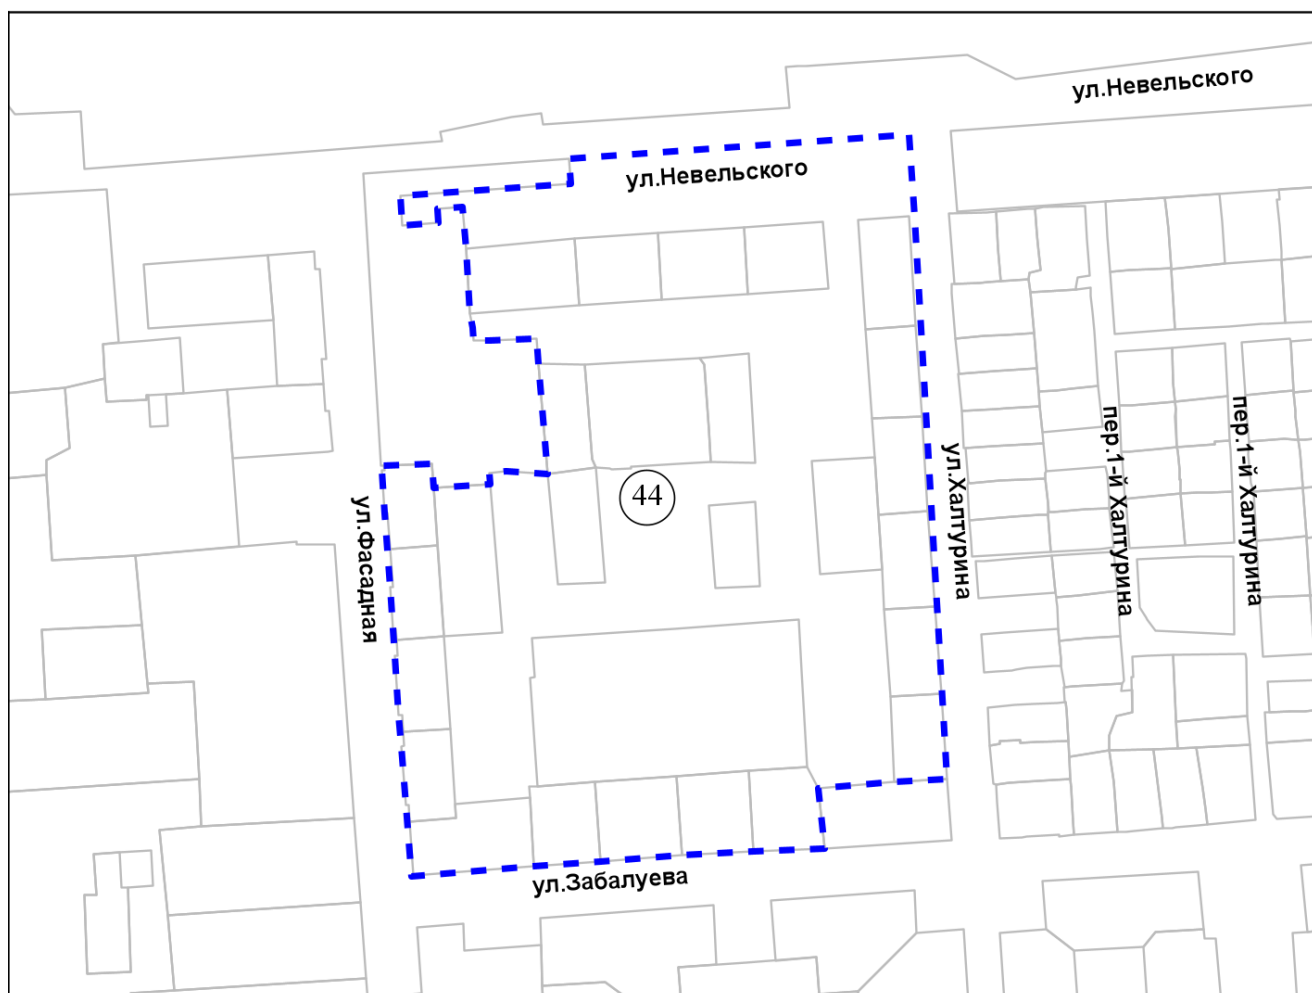 ул.Невельского
ул.Невельского
пер.1-й Халтурина
пер.1-й Халтурина
ул.Халтурина
44
ул.Фасадная
ул.Забалуева